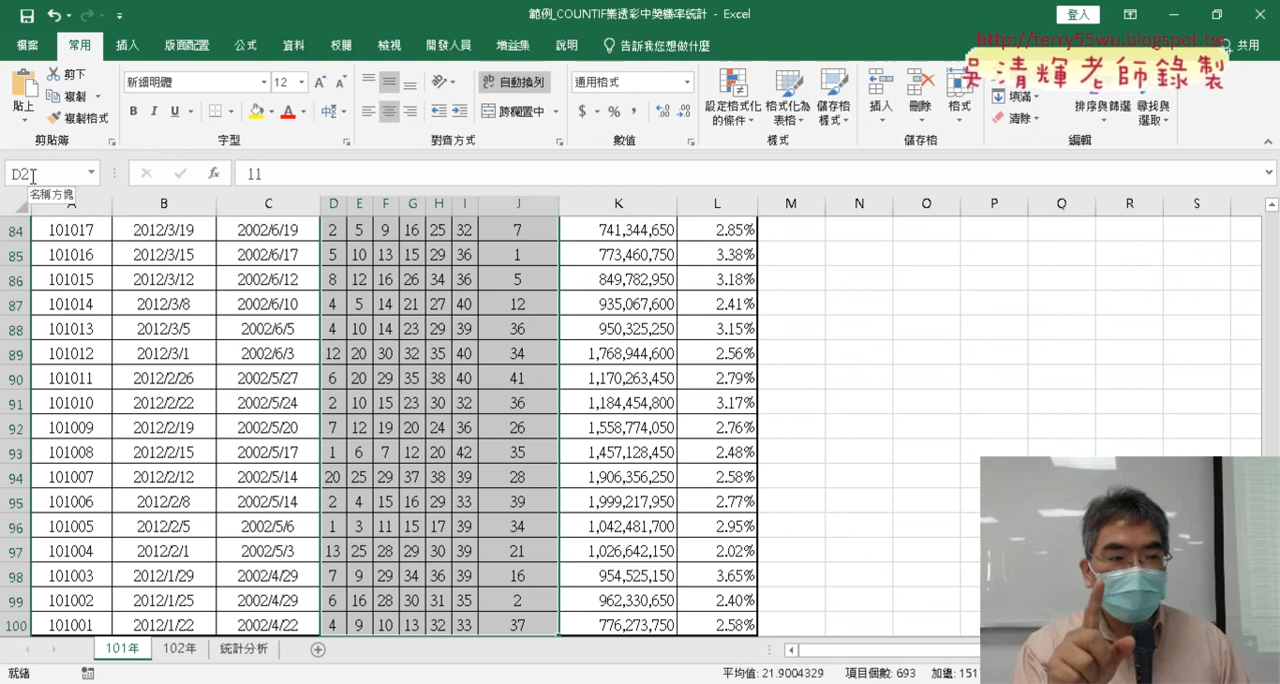 範例_COUNTIF樂透彩中獎機率統計 - Excel
登入
檔案 常用 插入 版面配置 公式 資料 校閱 檢視 開發人員 增益集 說明 告訴我您想做什麼 共用
http://terry55wu.blogspot.tw
吳清輝老師錄製
貼上 剪下 複製 複製格式 剪貼簿
新細明體 12 B I U 字型
自動換列 跨欄置中 對齊方式
通用格式 $ % , 數值
設定格式化的條件 格式化為表格 儲存格樣式 樣式
插入 刪除 格式 儲存格
填滿 清除 排序與篩選 尋找與選取 編輯
D2 fx 11
名稱方塊
A B C D E F G H I J K L M N O P Q R S
84 101017 2012/3/19 2002/6/19 2 5 9 16 25 32 7 741,344,650 2.85%
85 101016 2012/3/15 2002/6/17 5 10 13 15 29 36 1 773,460,750 3.38%
86 101015 2012/3/12 2002/6/12 8 12 16 26 34 36 5 849,782,950 3.18%
87 101014 2012/3/8 2002/6/10 4 5 14 21 27 40 12 935,067,600 2.41%
88 101013 2012/3/5 2002/6/5 4 10 14 23 29 39 36 950,325,250 3.15%
89 101012 2012/3/1 2002/6/3 12 20 30 32 35 40 34 1,768,944,600 2.56%
90 101011 2012/2/26 2002/5/27 6 20 29 35 38 40 41 1,170,263,450 2.79%
91 101010 2012/2/22 2002/5/24 2 10 15 23 30 32 36 1,184,454,800 3.17%
92 101009 2012/2/19 2002/5/20 7 12 19 20 24 36 26 1,558,774,050 2.76%
93 101008 2012/2/15 2002/5/17 1 6 7 12 20 42 35 1,457,128,450 2.48%
94 101007 2012/2/12 2002/5/14 20 25 29 37 38 39 28 1,906,356,250 2.58%
95 101006 2012/2/8 2002/5/14 2 4 15 16 29 33 39 1,999,217,950 2.77%
96 101005 2012/2/5 2002/5/6 1 3 11 15 17 39 34 1,042,481,700 2.95%
97 101004 2012/2/1 2002/5/3 13 25 28 29 30 39 21 1,026,642,150 2.02%
98 101003 2012/1/29 2002/4/29 7 9 29 34 36 39 16 954,525,150 3.65%
99 101002 2012/1/25 2002/4/29 6 16 28 30 31 35 2 962,330,650 2.40%
100 101001 2012/1/22 2002/4/22 4 9 10 13 32 33 37 776,273,750 2.58%
101年 102年 統計分析
就緒 平均值: 21.9004329 項目個數: 693 加總: 151